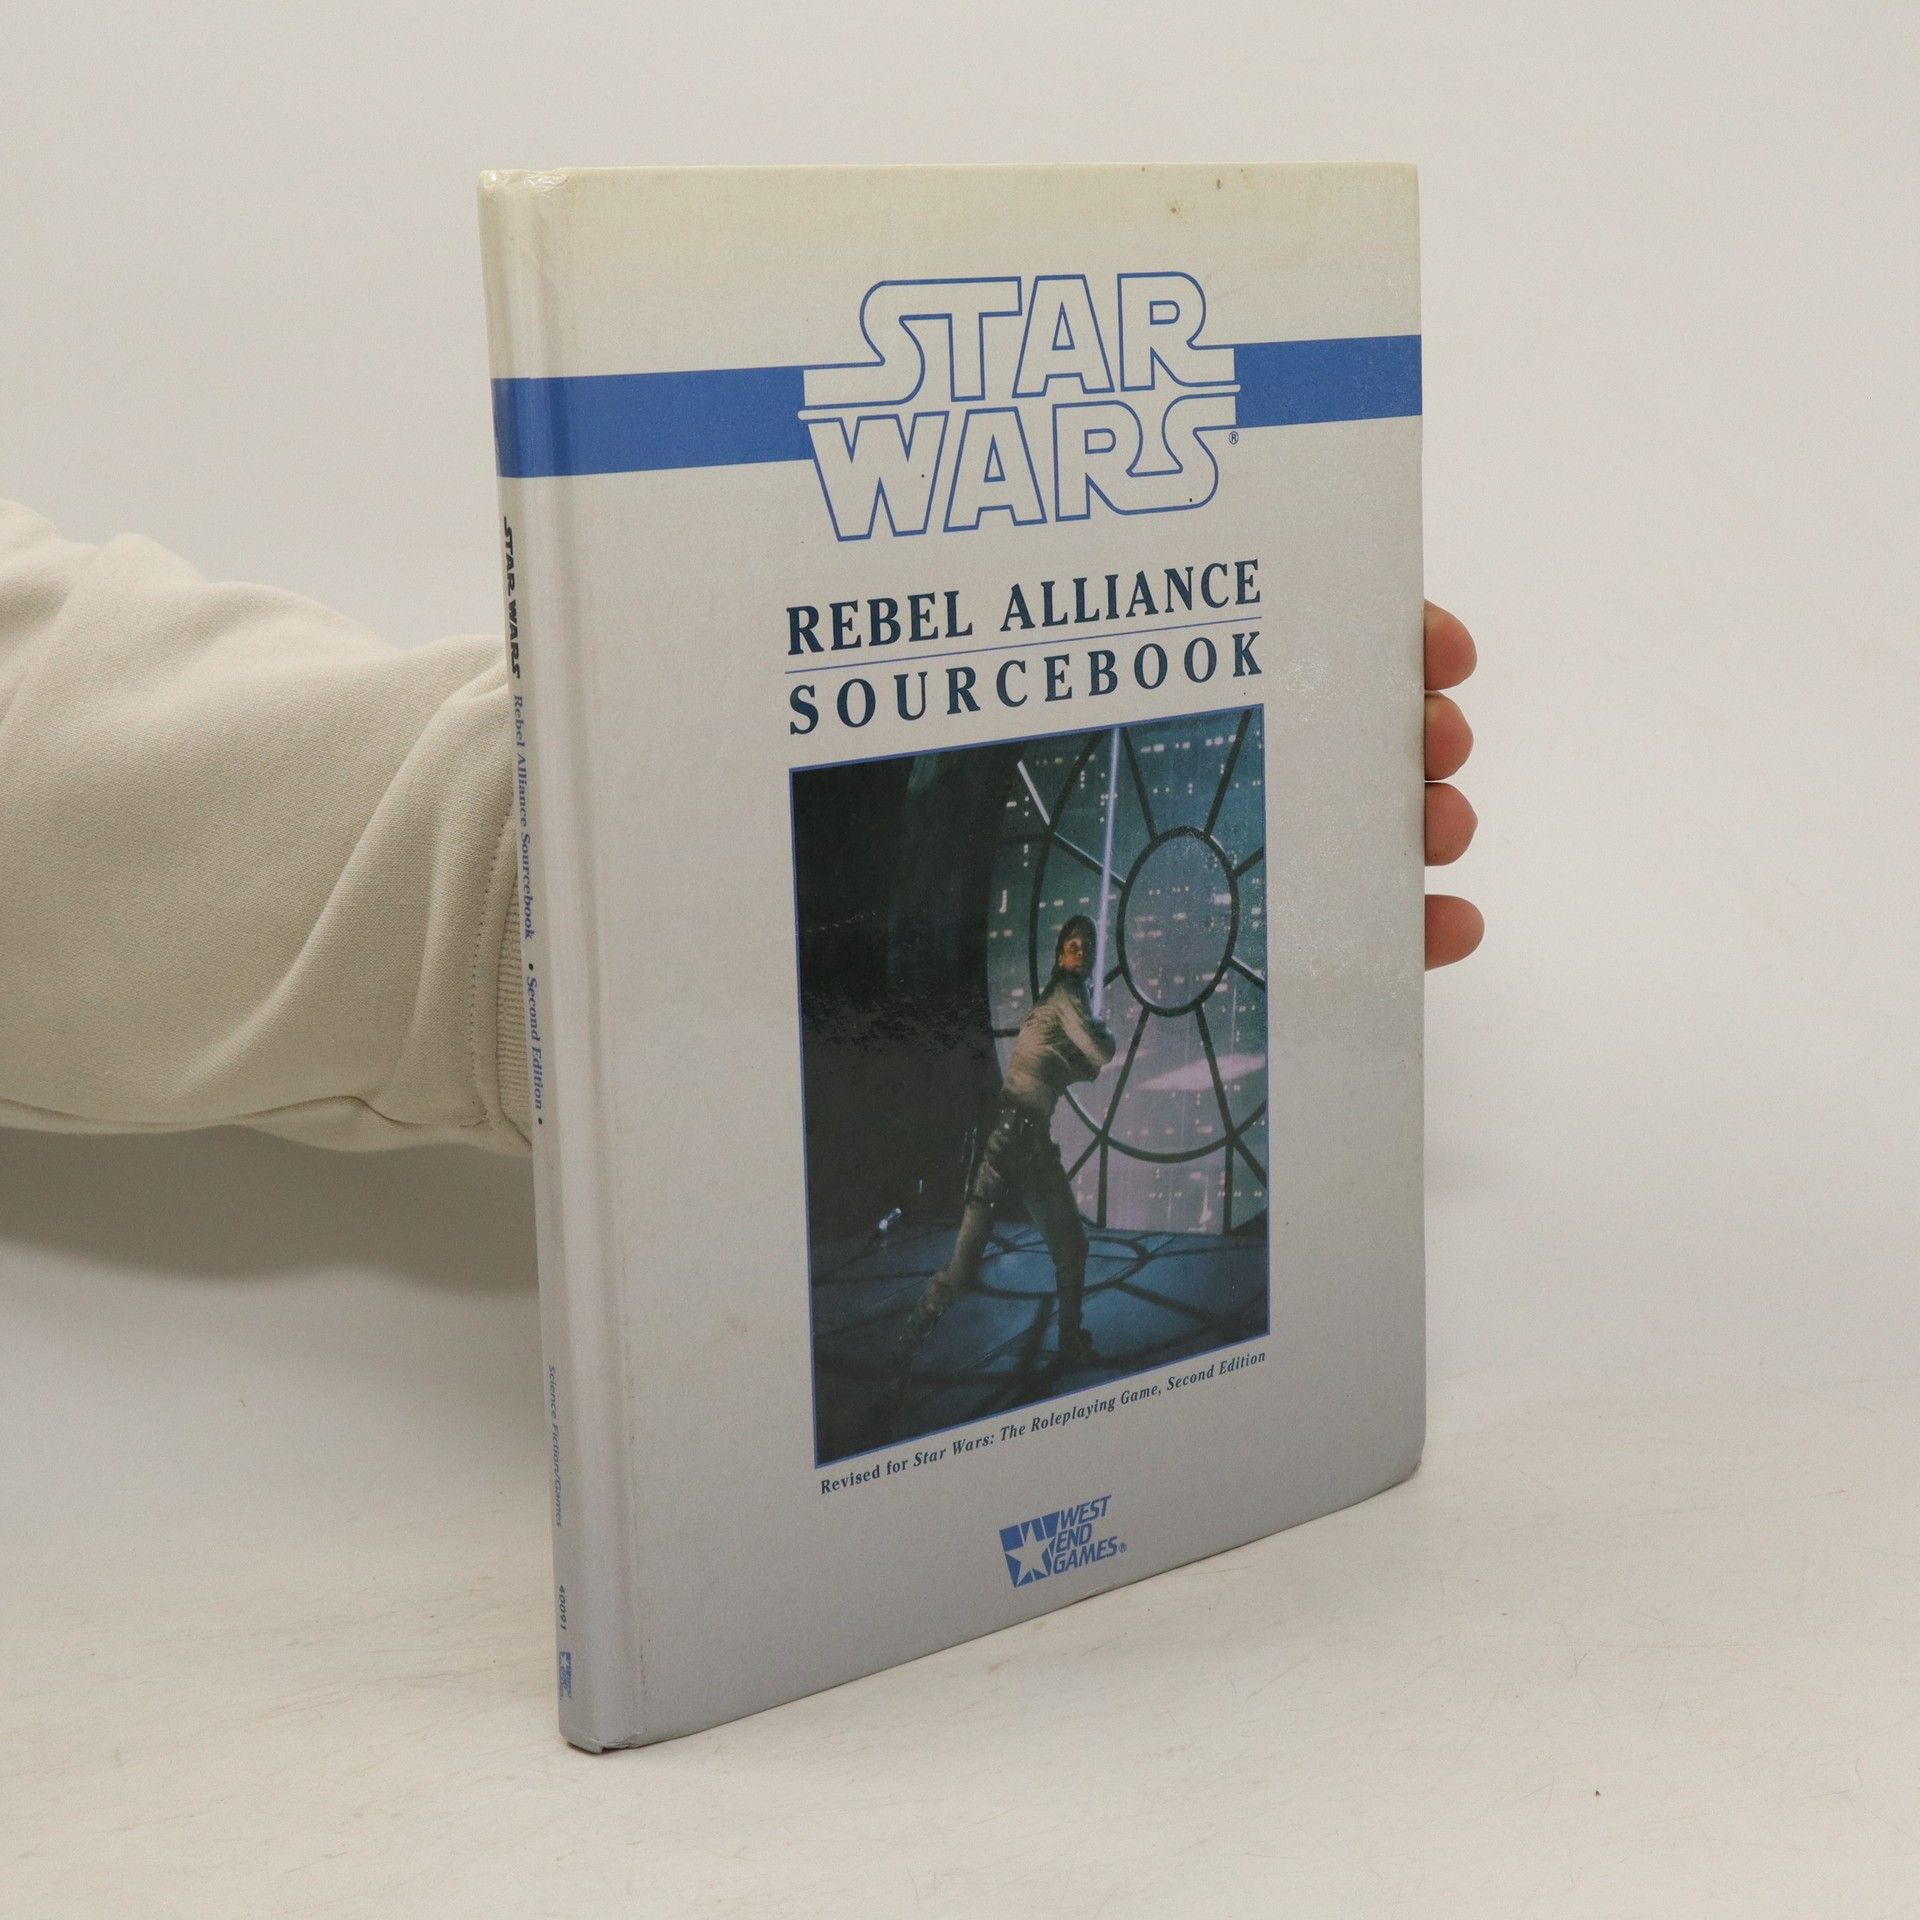 STAR
WARS®
REBEL ALLIANCE
SOURCEBOOK
Revised for Star Wars: The Roleplaying Game, Second Edition
WEST
END
GAMES®
STAR WARS Rebel Alliance Sourcebook • Second Edition •
Science Fiction/Games
40091